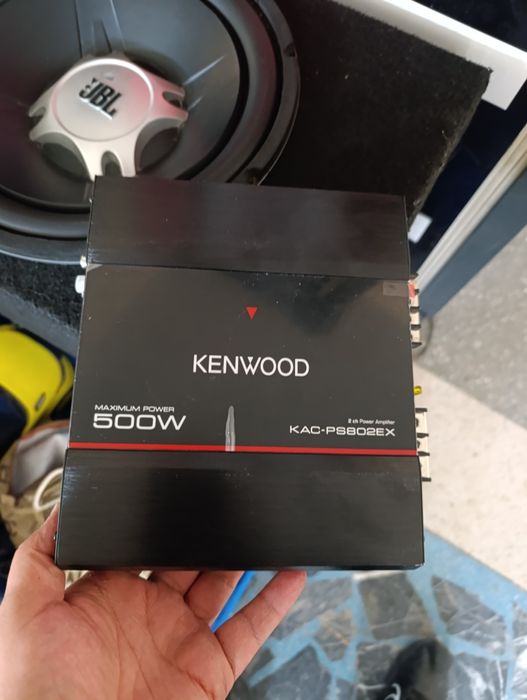 JBL
KENWOOD
MAXIMUM POWER
500W
2 ch Power Amplifier
KAC-PS802EX